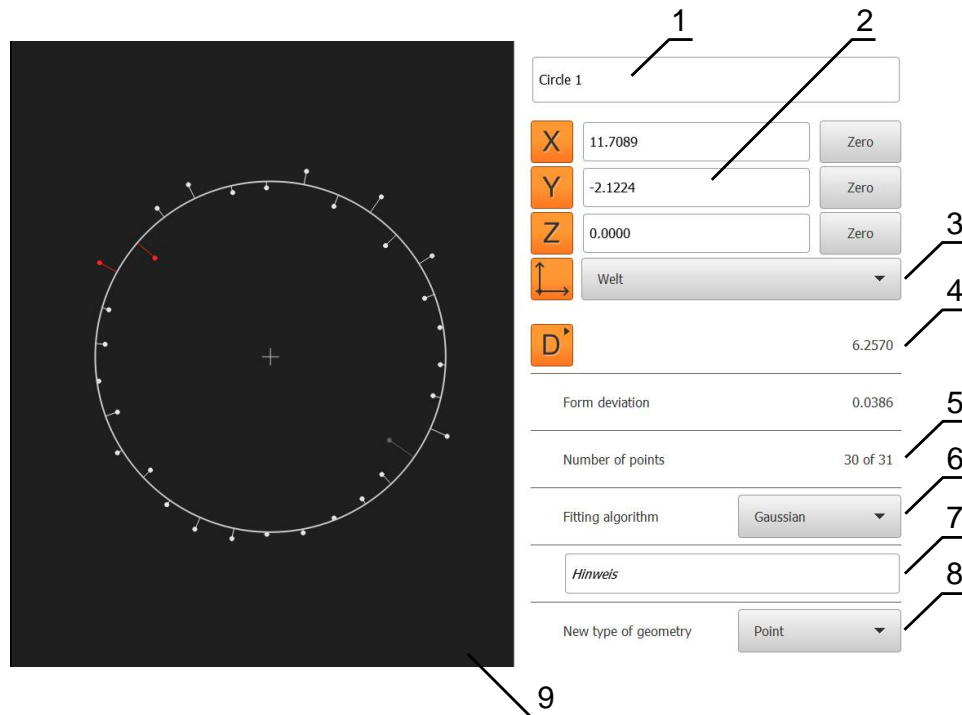 1
2
Circle 1
X 11.7089 Zero
Y -2.1224 Zero
Z 0.0000 Zero
3
Welt
4
D 6.2570
5
Form deviation 0.0386
Number of points 30 of 31
6
Fitting algorithm Gaussian
7
Hinweis
8
New type of geometry Point
9